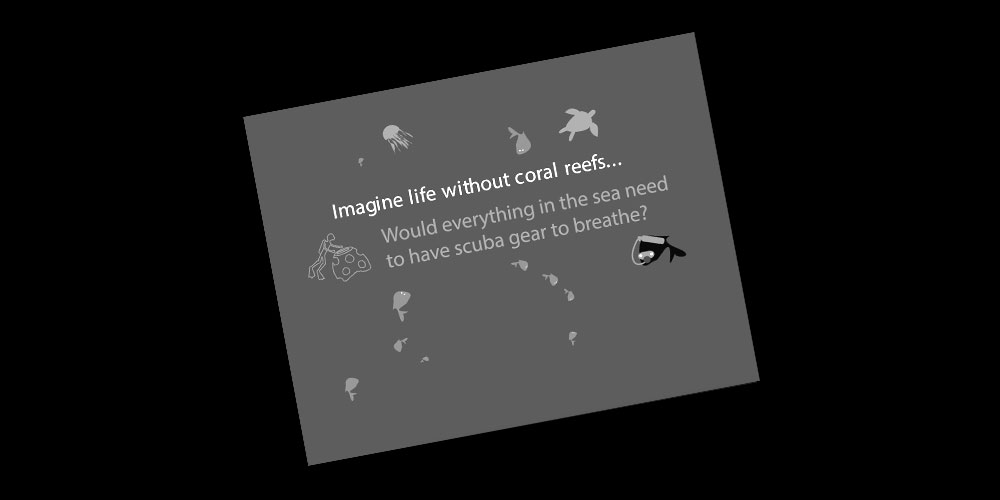 Imagine life without coral reefs...
Would everything in the sea need
to have scuba gear to breathe?